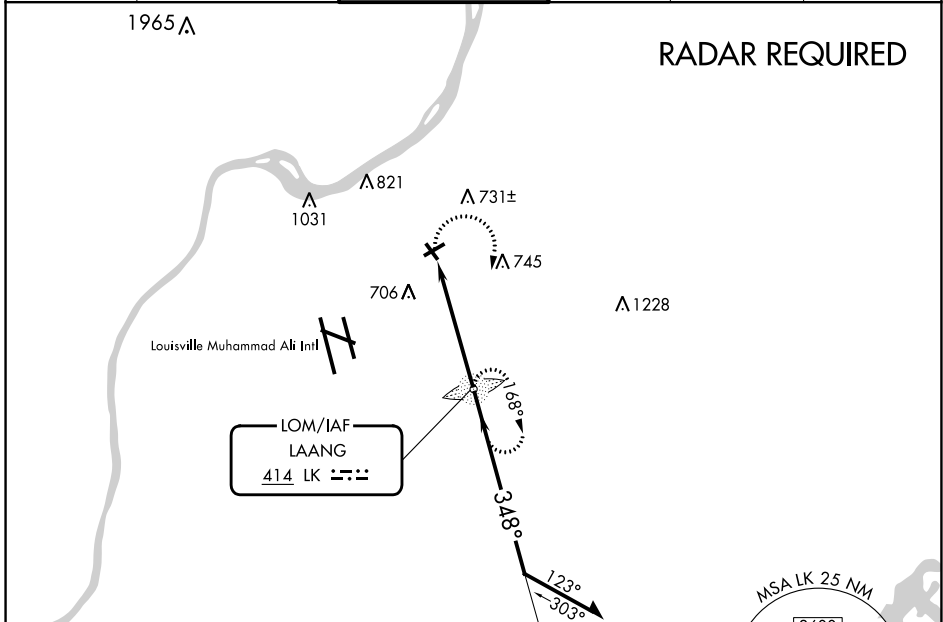 1965
RADAR REQUIRED
821
1031
731±
745
706
1228
Louisville Muhammad Ali Intl
LOM/IAF
LAANG
414 LK
168°
348°
123°
303°
MSA LK 25 NM